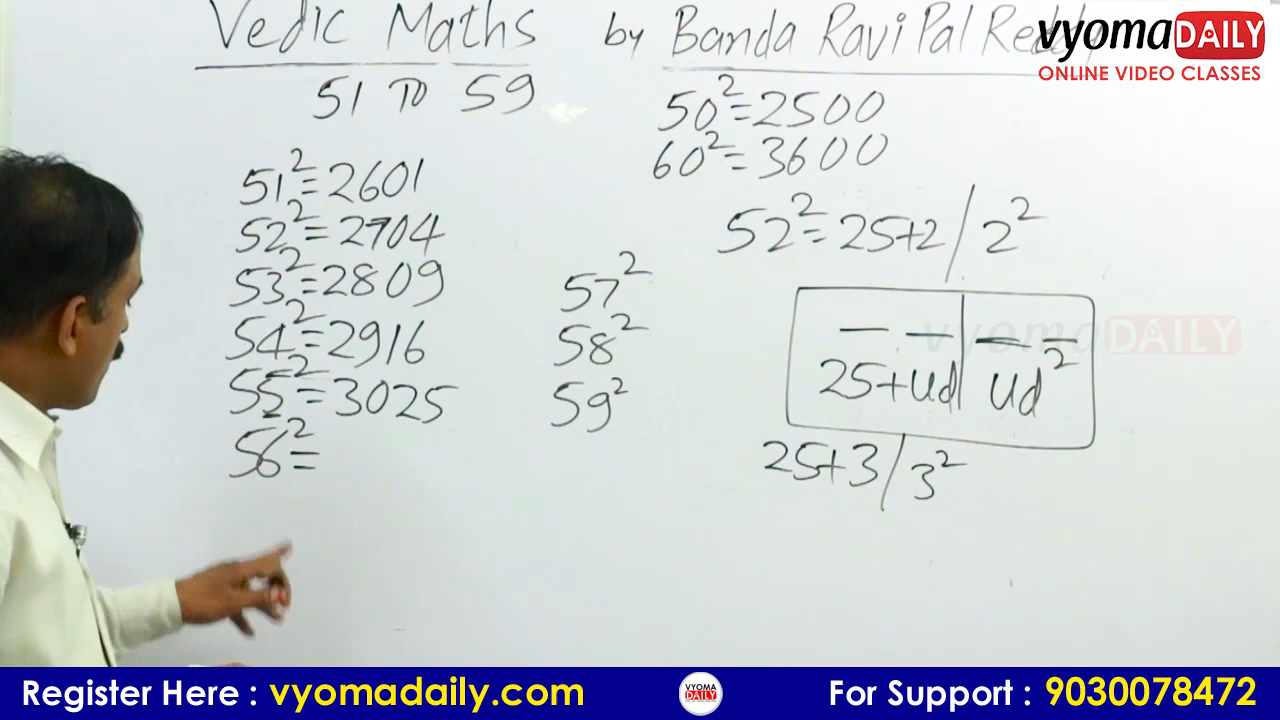 Vedic Maths by Banda Ravi Pal Reddy
vyomaDAILY
ONLINE VIDEO CLASSES
51 TO 59
50²=2500
60²=3600
51²=2601
52²=2704
53²=2809
54²=2916
55²=3025
56²=
57²
58²
59²
52²=25+2/2²
vyomaDAILY
25+ud|ud²
25+3/3²
Register Here : vyomadaily.com
VYOMA
DAILY
For Support : 9030078472